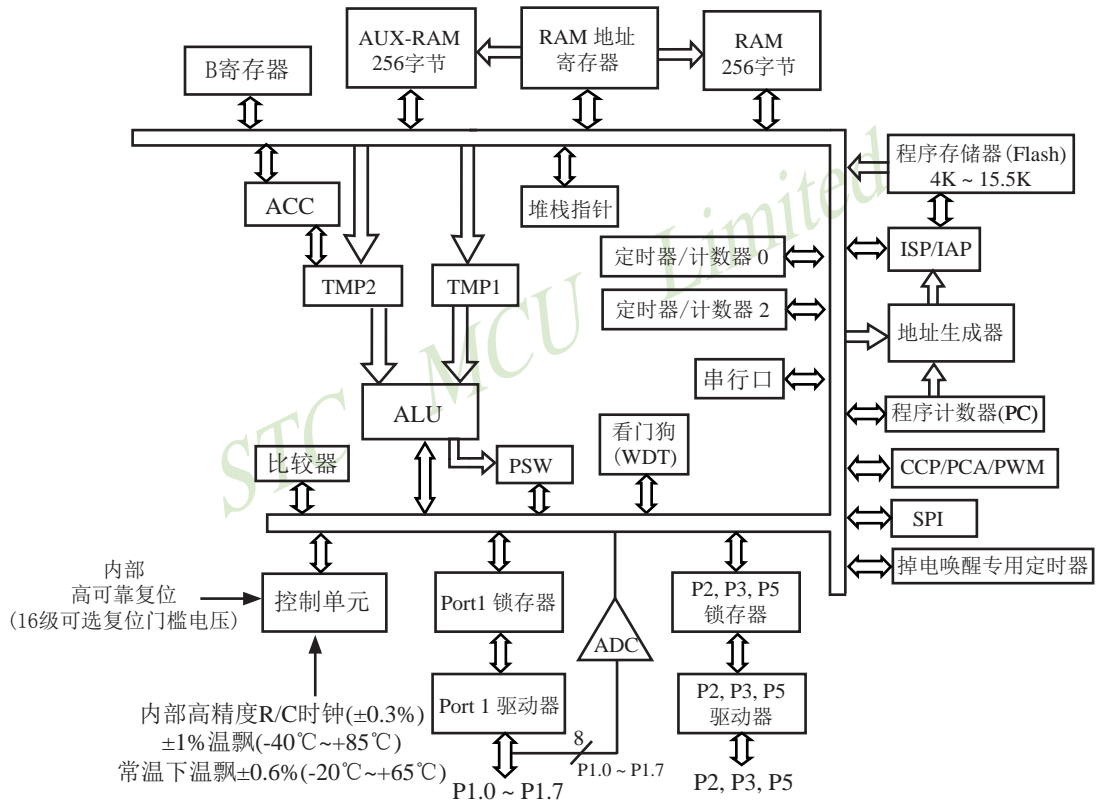 AUX-RAM
256字节
RAM 地址
寄存器
RAM
256字节
B寄存器
程序存储器(Flash)
4K ~ 15.5K
ACC
堆栈指针
ISP/IAP
定时器/计数器 0
TMP2
TMP1
定时器/计数器 2
地址生成器
串行口
ALU
程序计数器(PC)
看门狗
(WDT)
比较器
PSW
CCP/PCA/PWM
SPI
掉电唤醒专用定时器
内部
高可靠复位
(16级可选复位门槛电压)
控制单元
Port1 锁存器
ADC
P2, P3, P5
锁存器
内部高精度R/C时钟(±0.3%)
±1%温飘(-40℃~+85℃)
常温下温飘±0.6%(-20℃~+65℃)
Port 1 驱动器
P2, P3, P5
驱动器
8
P1.0 ~ P1.7
P1.0 ~ P1.7
P2, P3, P5
STC MCU Limited